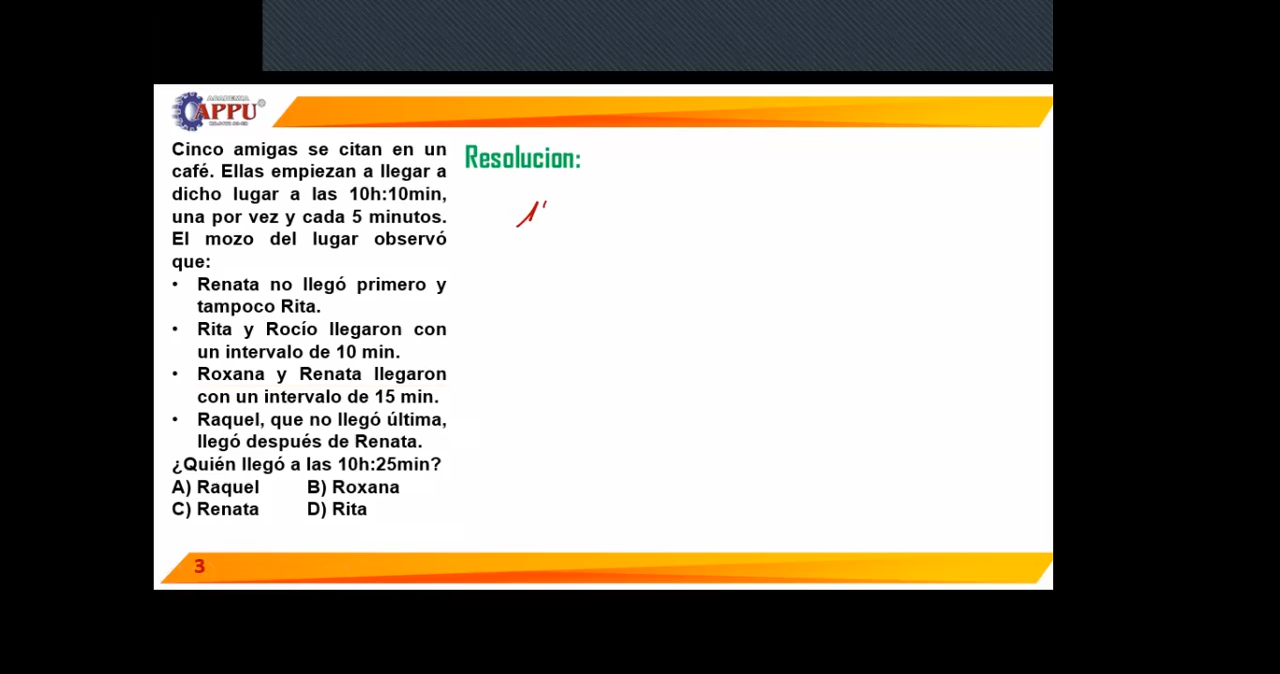 ACADEMIA
APPU
Resolucion:
Cinco amigas se citan en un
café. Ellas empiezan a llegar a
dicho lugar a las 10h:10min,
una por vez y cada 5 minutos.
El mozo del lugar observó
que:
• Renata no llegó primero y
tampoco Rita.
• Rita y Rocío llegaron con
un intervalo de 10 min.
• Roxana y Renata llegaron
con un intervalo de 15 min.
• Raquel, que no llegó última,
llegó después de Renata.
¿Quién llegó a las 10h:25min?
A) Raquel B) Roxana
C) Renata D) Rita
3